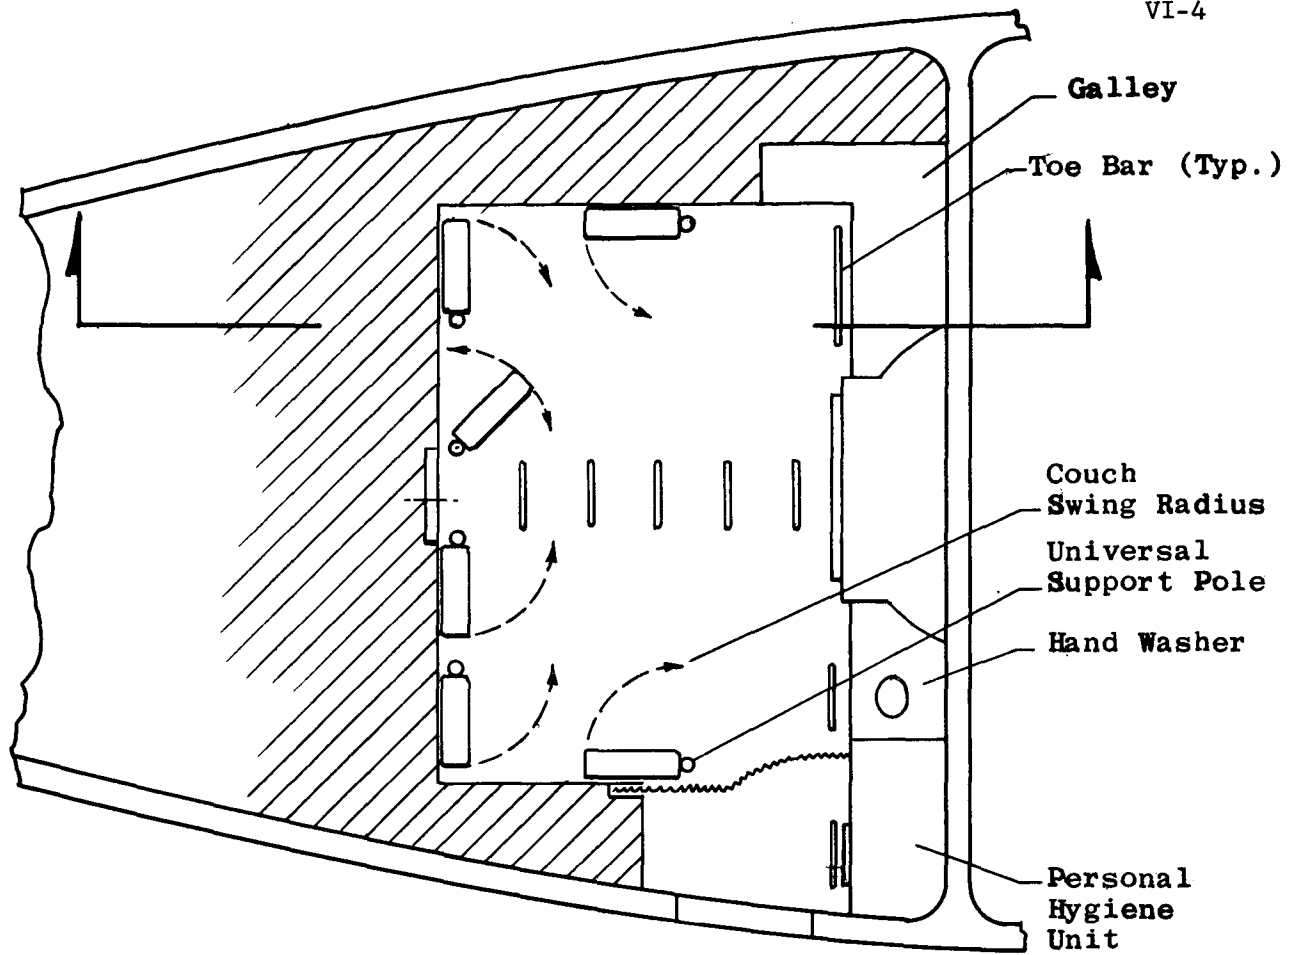 VI-4
Galley
Toe Bar (Typ.)
Couch
Swing Radius
Universal
Support Pole
Hand Washer
Personal
Hygiene
Unit